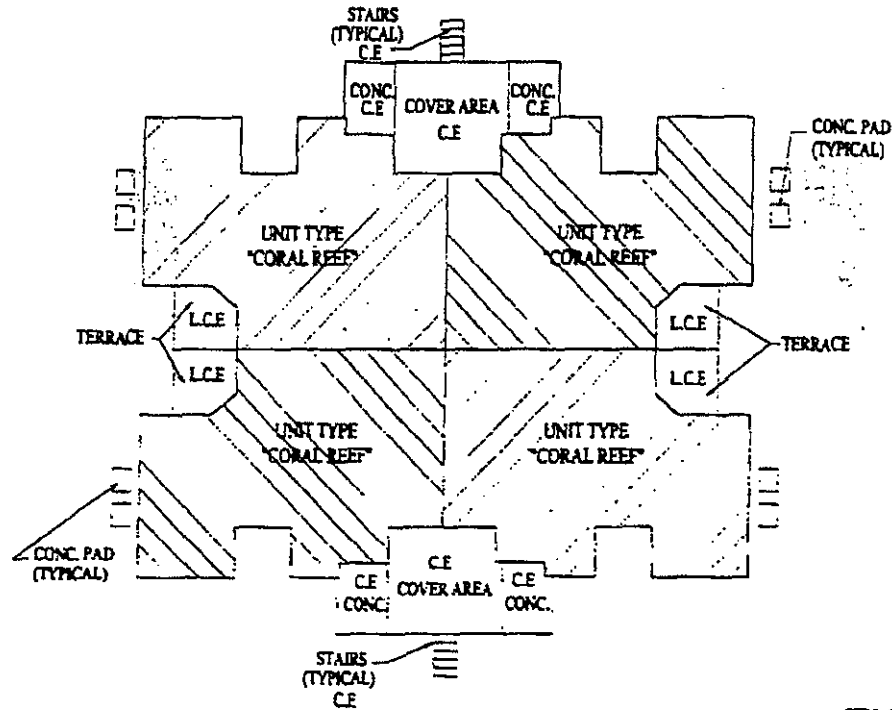 STAIRS
(TYPICAL)
C.E
CONC.
C.E
COVER AREA
C.E
CONC.
C.E
CONC. PAD
(TYPICAL)
UNIT TYPE
"CORAL REEF"
UNIT TYPE
"CORAL REEF"
L.C.E
L.C.E
TERRACE
TERRACE
L.C.E
L.C.E
UNIT TYPE
"CORAL REEF"
UNIT TYPE
"CORAL REEF"
CONC. PAD
(TYPICAL)
C.E
CONC.
C.E
COVER AREA
C.E
CONC.
STAIRS
(TYPICAL)
C.E